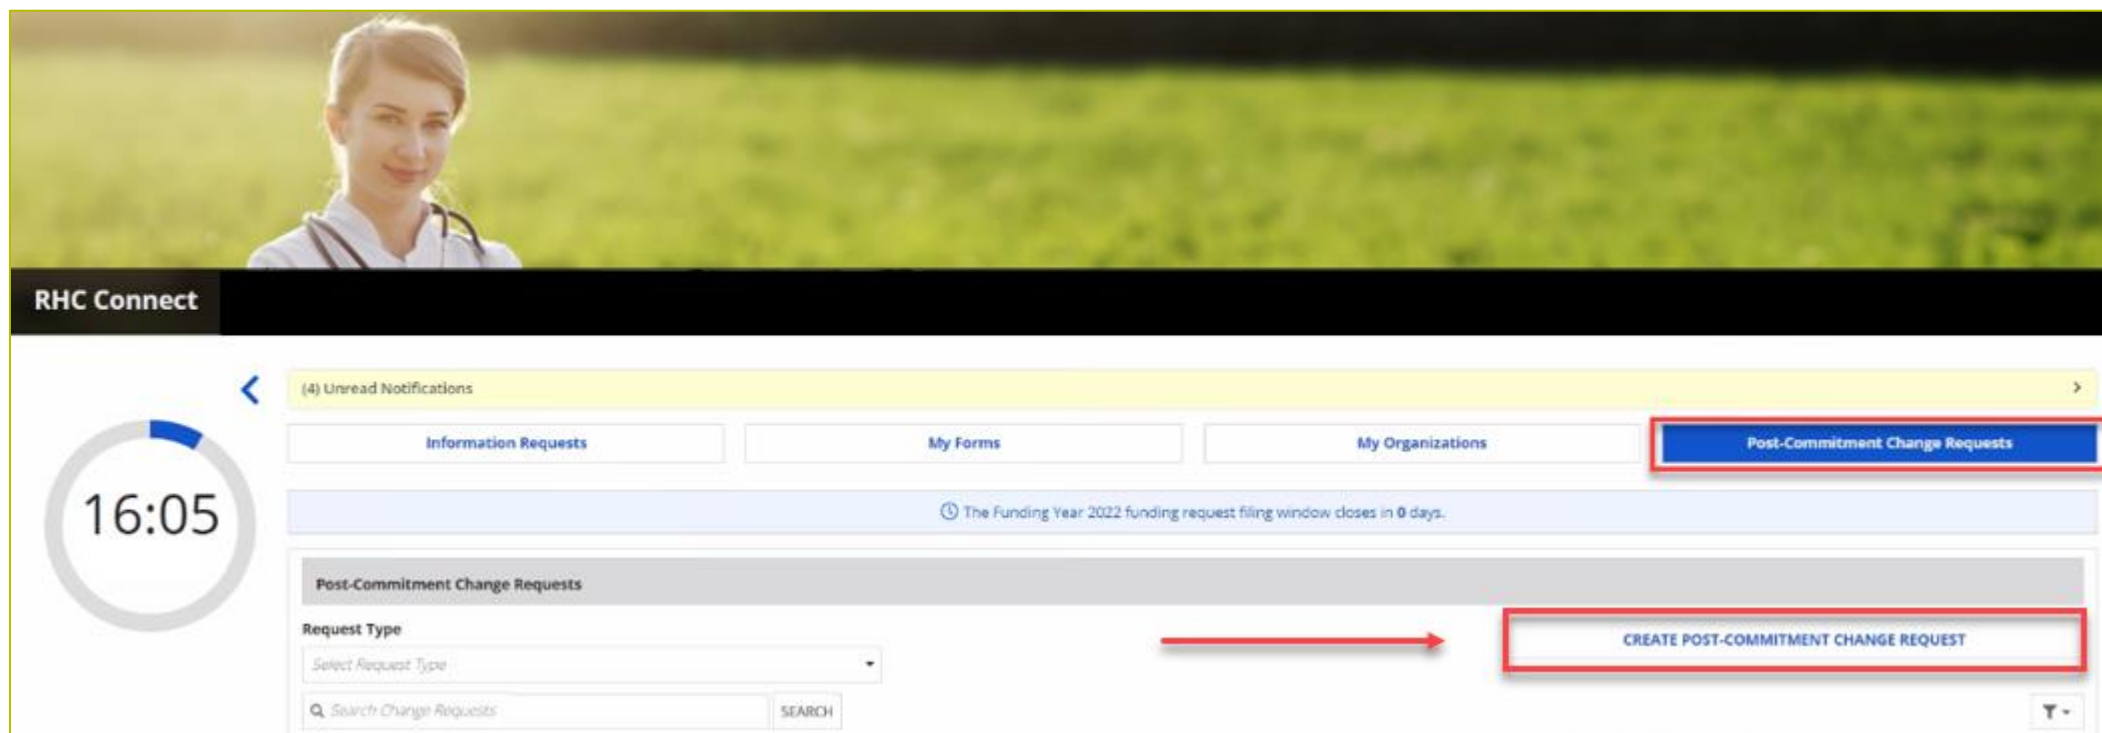 RHC Connect
(4) Unread Notifications
Information Requests
My Forms
My Organizations
Post-Commitment Change Requests
16:05
The Funding Year 2022 funding request filing window closes in 0 days.
Post-Commitment Change Requests
Request Type
CREATE POST-COMMITMENT CHANGE REQUEST
Select Request Type
Search Change Requests
SEARCH